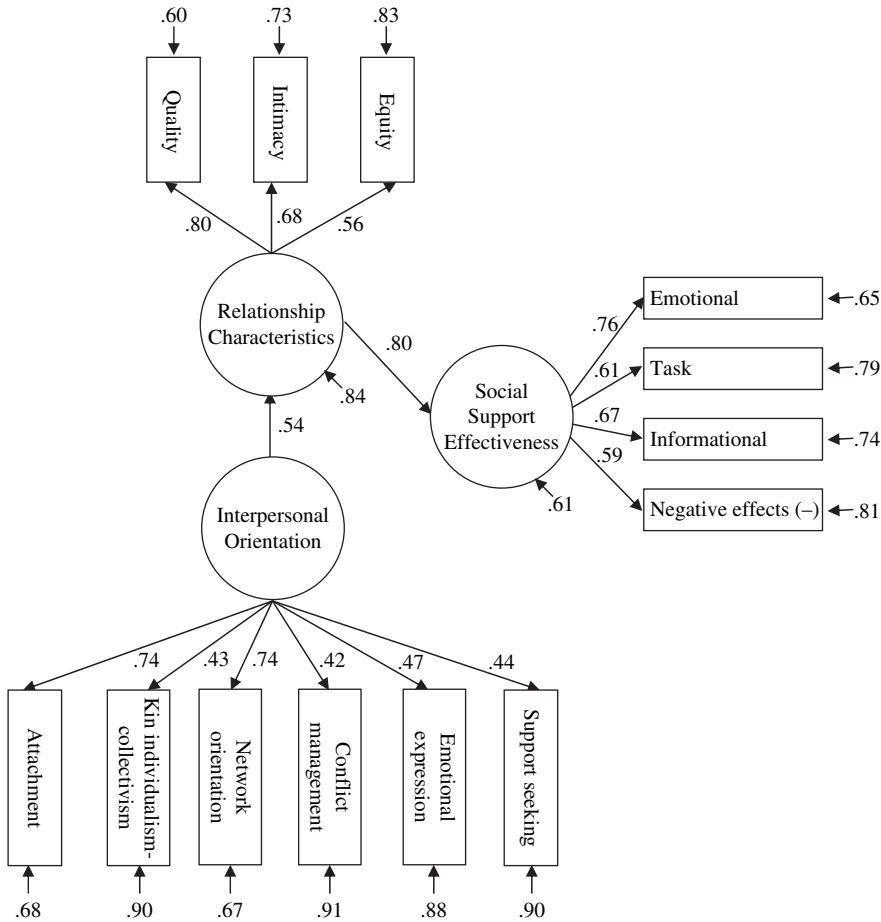 .60
.73
.83
Quality
Intimacy
Equity
.80
.68
.56
Relationship
Characteristics
.84
.80
.54
Social
Support
Effectiveness
.61
.76
.61
.67
.59
Emotional
.65
Task
.79
Informational
.74
Negative effects (–)
.81
Interpersonal
Orientation
.74
.43
.74
.42
.47
.44
Attachment
Kin individualism-
collectivism
Network
orientation
Conflict
management
Emotional
expression
Support seeking
.68
.90
.67
.91
.88
.90